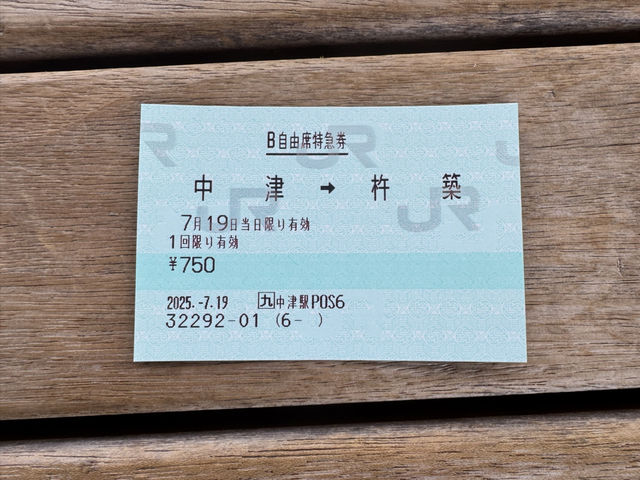 B自由席特急券
中津→杵築
7月19日当日限り有効
1回限り有効
¥750
2025.-7.19 九中津駅POS6
32292-01 (6- )